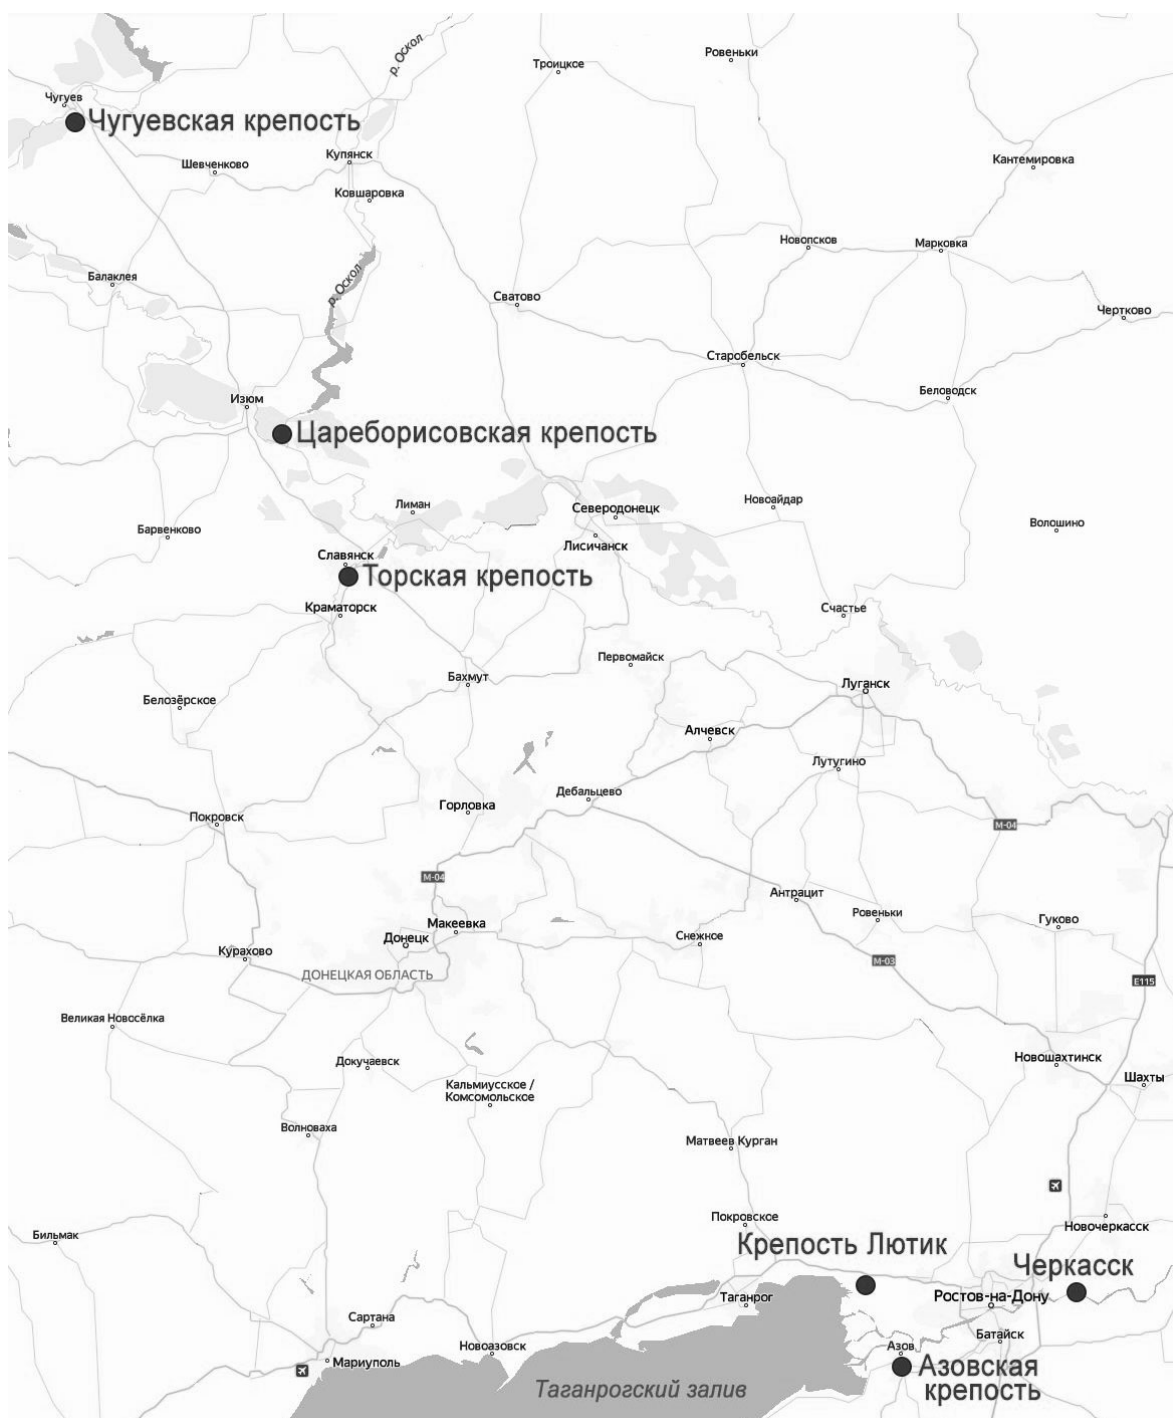 р. Оскол
Ровеньки
Троицкое
Чугуев
Чугуевская крепость
Купянск
Шевченково
Кантемировка
Ковшаровка
Новопсков
Марковка
Балаклея
р. Оскол
Сватово
Чертково
Старобельск
Беловодск
Изюм
Цареборисовская крепость
Лиман
Северодонецк
Новоайдар
Волошино
Барвенково
Лисичанск
Славянск
Торская крепость
Краматорск
Счастье
Первомайск
Бахмут
Луганск
Белозёрское
Алчевск
Лутугино
Дебальцево
Горловка
Покровск
М-04
М-04
Антрацит
Ровеньки
Гуково
Макеевка
Снежное
Донецк
Курахово
М-03
ДОНЕЦКАЯ ОБЛАСТЬ
E115
Великая Новосёлка
Новошахтинск
Докучаевск
Шахты
Кальмиусское /
Комсомольское
Волноваха
Матвеев Курган
Покровское
Новочеркасск
Бильмак
Крепость Лютик
Черкасск
Таганрог
Ростов-на-Дону
Сартана
Батайск
Новоазовск
Азов
Мариуполь
Азовская
крепость
Таганрогский залив